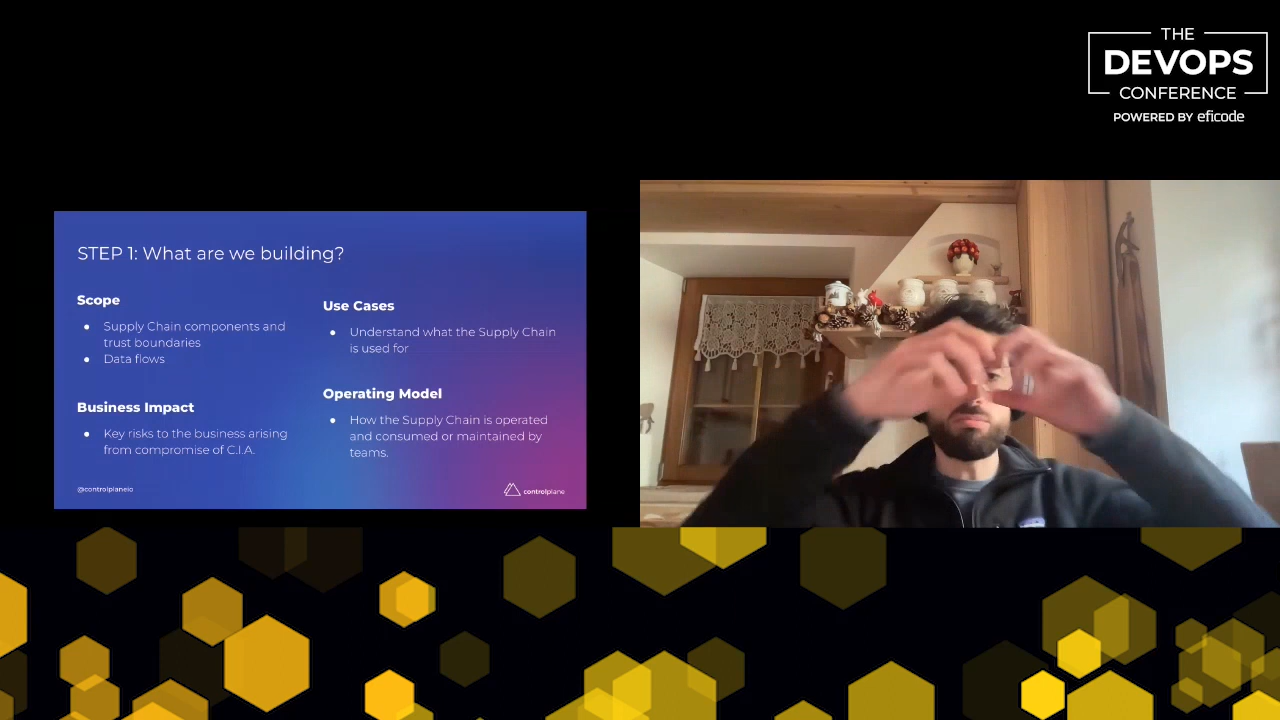 THE
DEVOPS
CONFERENCE
POWERED BY eficode
STEP 1: What are we building?
Scope
● Supply Chain components and
trust boundaries
● Data flows
Business Impact
● Key risks to the business arising
from compromise of C.I.A.
Use Cases
● Understand what the Supply Chain
is used for
Operating Model
● How the Supply Chain is operated
and consumed or maintained by
teams.
@controlplaneio
controlplane